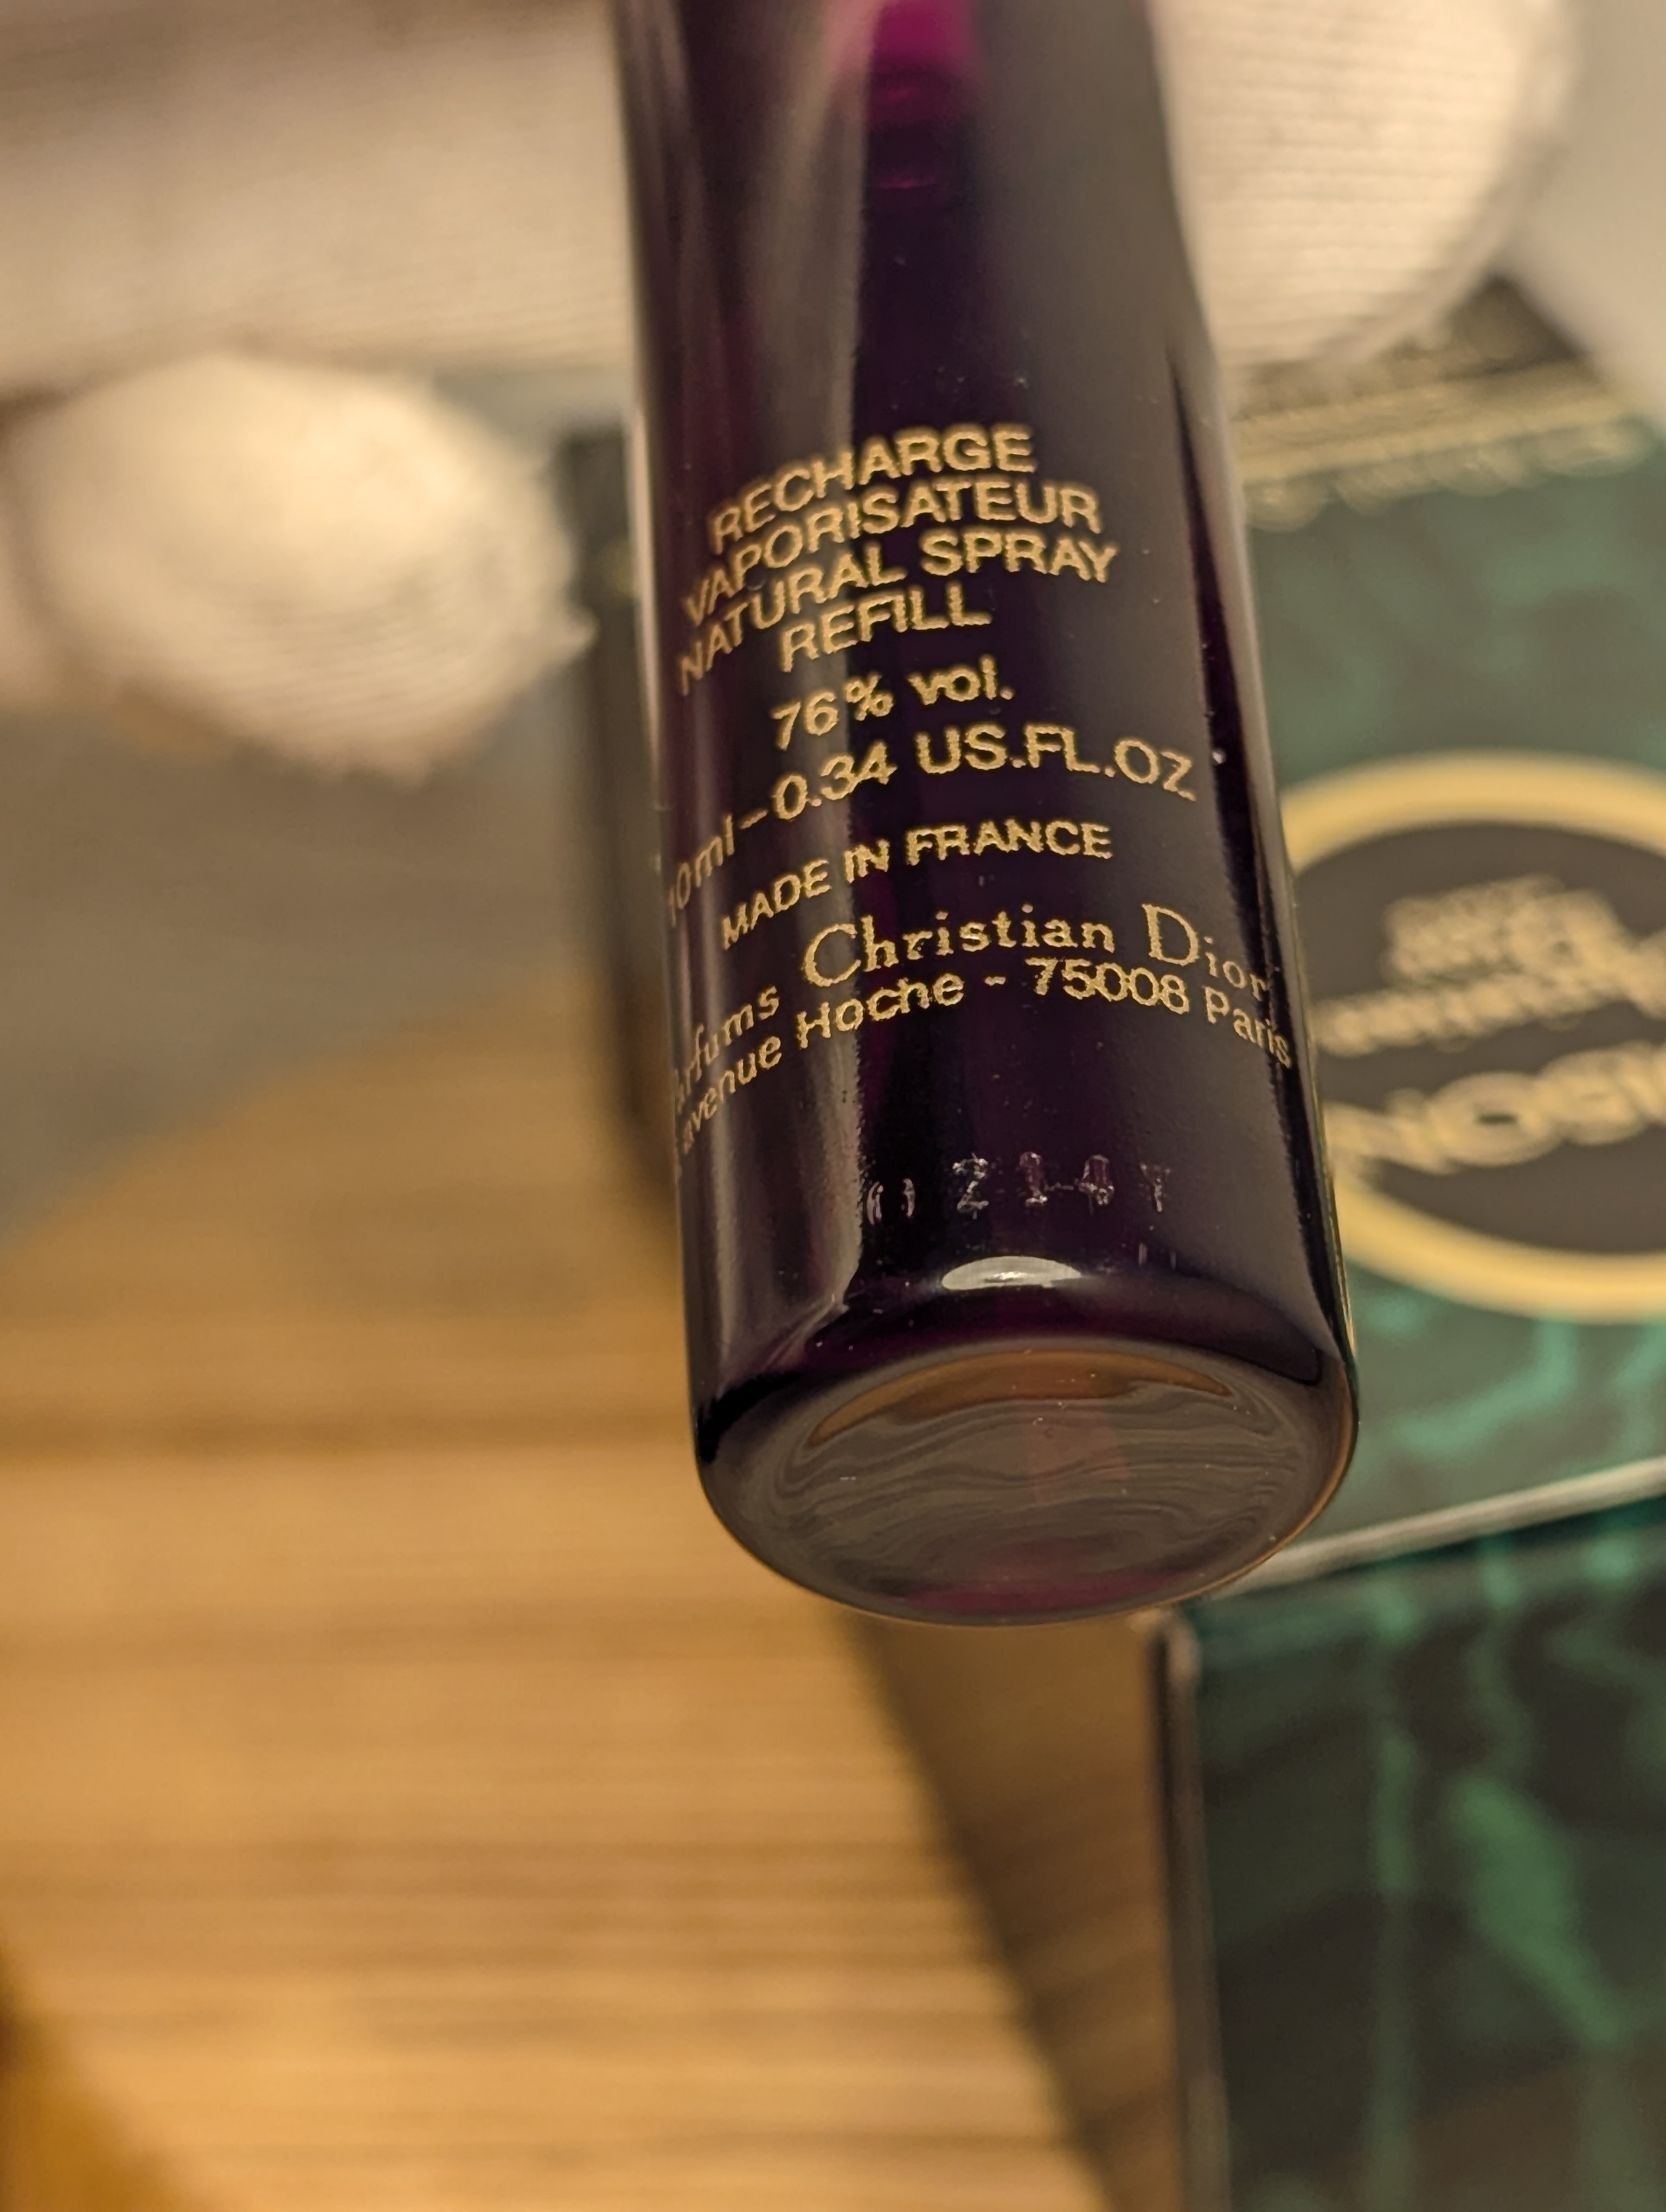 RECHARGE
VAPORISATEUR
NATURAL SPRAY
REFILL
76% vol.
10ml-0.34 US.FL.OZ.
MADE IN FRANCE
Christian Dior
avenue Hoche - 75008 Paris